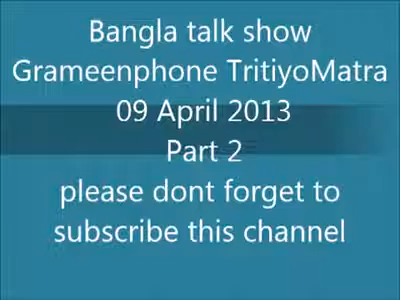 Bangla talk show
Grameenphone TritiyoMatra
09 April 2013
Part 2
please dont forget to
subscribe this channel